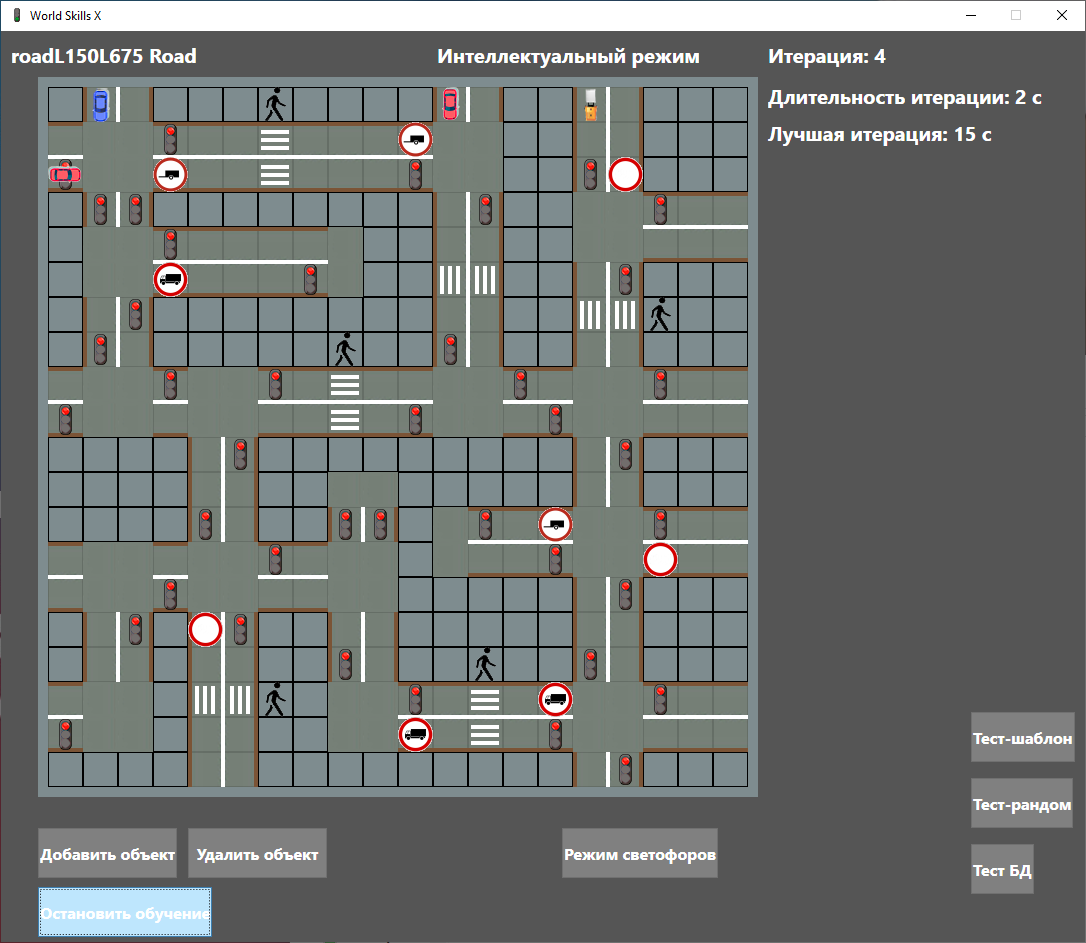 World Skills X
roadL150L675 Road
Интеллектуальный режим
Итерация: 4
Длительность итерации: 2 с
Лучшая итерация: 15 с
Тест-шаблон
Тест-рандом
Тест БД
Добавить объект
Удалить объект
Режим светофоров
Остановить обучение